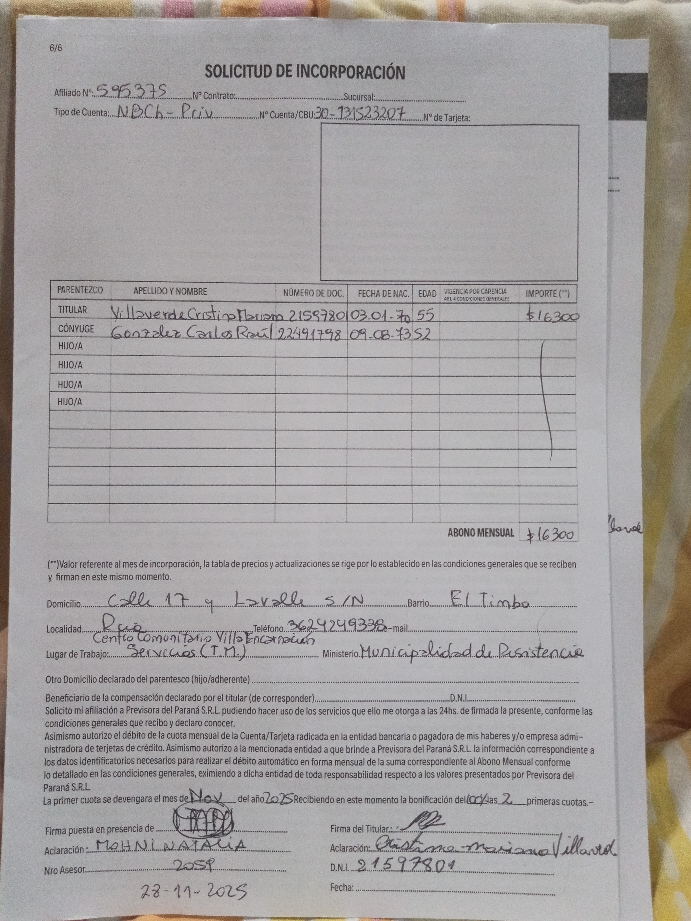 6/6
SOLICITUD DE INCORPORACIÓN
Afiliado Nº: 595375 Nº Contrato: Sucursal:
Tipo de Cuenta: NBCh - Priv Nº Cuenta/CBU: 30-131523207 Nº de Tarjeta:
PARENTEZCO APELLIDO Y NOMBRE NÚMERO DE DOC. FECHA DE NAC. EDAD VIGENCIA POR CARENCIA ART. 4 CONDICIONES GENERALES IMPORTE (**)
TITULAR Villaverde Cristina Mariana 21597801 03.01-70 55 $16300
CÓNYUGE Gonzalez Carlos Raúl 22491798 09.08-73 52
HIJO/A
HIJO/A
HIJO/A
HIJO/A
ABONO MENSUAL $16300
(**)Valor referente al mes de incorporación, la tabla de precios y actualizaciones se rige por lo establecido en las condiciones generales que se reciben
y firman en este mismo momento.
Domicilio Calle 17 y Lavalle S/N Barrio El Timbo
Localidad Rcia Teléfono 3624249338 -mail
Centro Comunitario Villa Encarnación
Lugar de Trabajo: Servicios (T.M.) Ministerio Municipalidad de Resistencia
Otro Domicilio declarado del parentesco (hijo/adherente)
Beneficiario de la compensación declarado por el titular (de corresponder) D.N.I.
Solicito mi afiliación a Previsora del Paraná S.R.L. pudiendo hacer uso de los servicios que ello me otorga a las 24hs. de firmada la presente, conforme las
condiciones generales que recibo y declaro conocer.
Asimismo autorizo el débito de la cuota mensual de la Cuenta/Tarjeta radicada en la entidad bancaria o pagadora de mis haberes y/o empresa admi-
nistradora de tarjetas de crédito. Asimismo autorizo a la mencionada entidad a que brinde a Previsora del Paraná S.R.L. la información correspondiente a
los datos identificatorios necesarios para realizar el débito automático en forma mensual de la suma correspondiente al Abono Mensual conforme
lo detallado en las condiciones generales, eximiendo a dicha entidad de toda responsabilidad respecto a los valores presentados por Previsora del
Paraná S.R.L
La primer cuota se devengara el mes de Nov del año 2025 Recibiendo en este momento la bonificación de las 2 primeras cuotas.-
Firma puesta en presencia de Firma del Titular:
Aclaración: MOHNI NATALIA Aclaración: Cristina Mariana Villaverde
Nro Asesor 2059 D.N.I. 21597801
28-11-2025 Fecha: